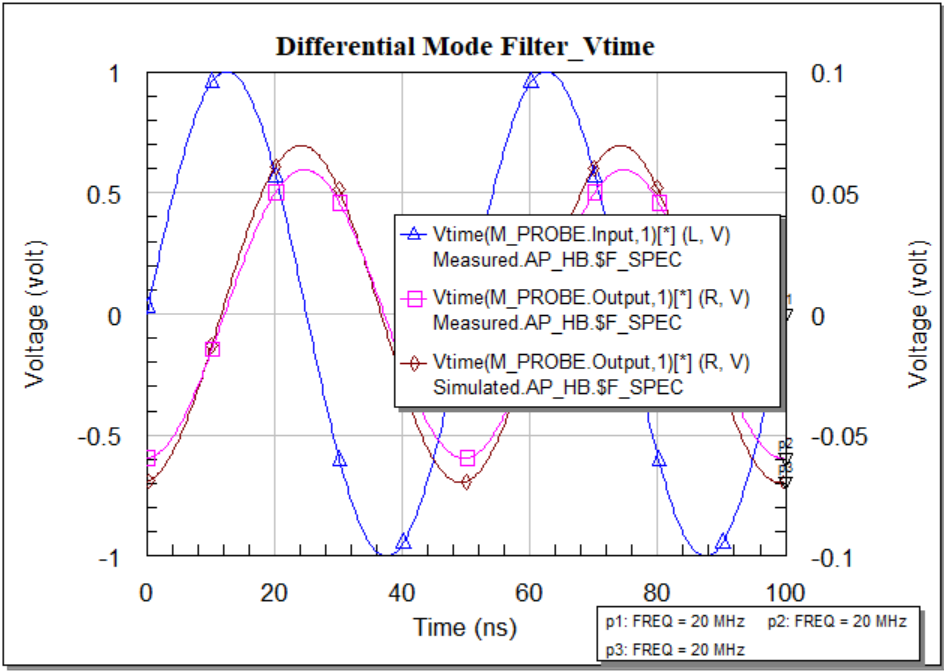 Differential Mode Filter_Vtime
1
0.5
0
-0.5
-1
0.1
0.05
0
-0.05
-0.1
Voltage (volt)
Voltage (volt)
Vtime(M_PROBE.Input,1)[*] (L, V)
Measured.AP_HB.$F_SPEC
Vtime(M_PROBE.Output,1)[*] (R, V)
Measured.AP_HB.$F_SPEC
Vtime(M_PROBE.Output,1)[*] (R, V)
Simulated.AP_HB.$F_SPEC
p2
p3
0 20 40 60 80 100
Time (ns)
p1: FREQ = 20 MHz p2: FREQ = 20 MHz
p3: FREQ = 20 MHz